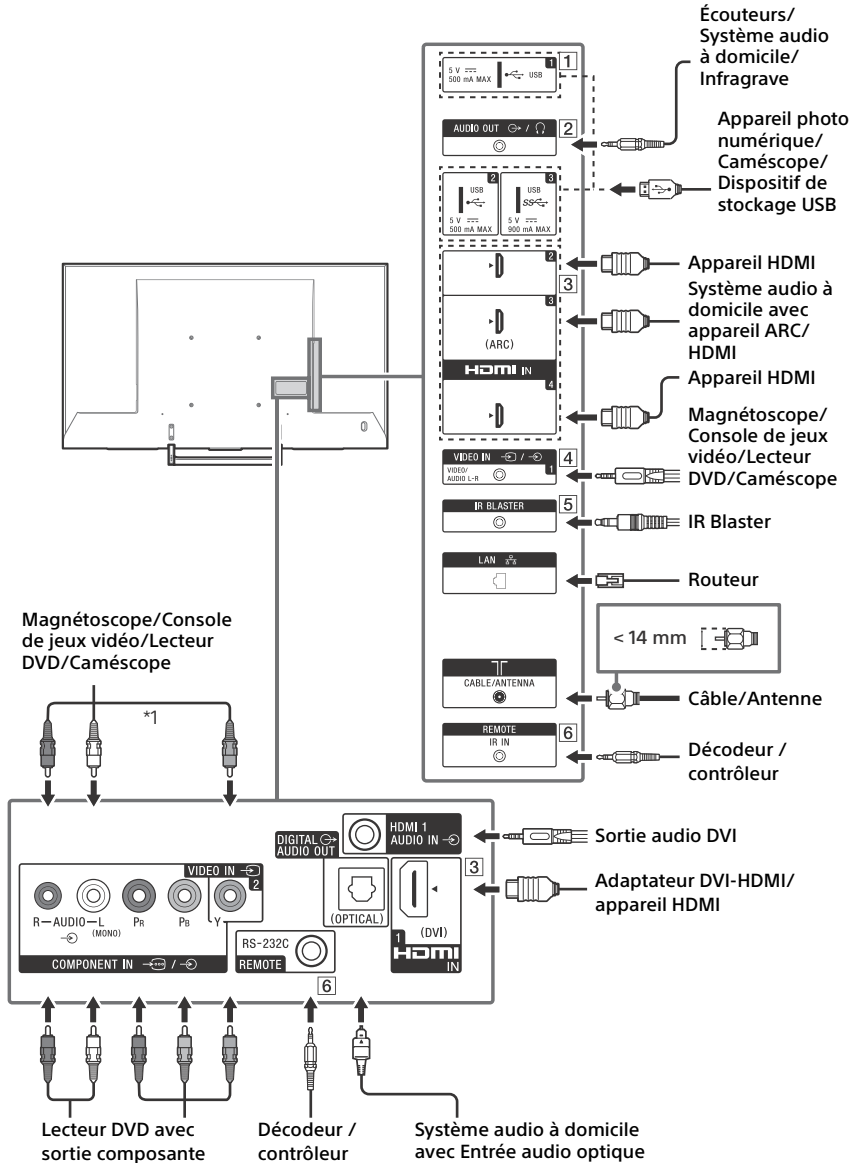 Écouteurs/
Système audio
à domicile/
Infragrave
1
5 V
500 mA MAX
USB
1
AUDIO OUT
/
2
Appareil photo
numérique/
Caméscope/
Dispositif de
stockage USB
2
USB
5 V
500 mA MAX
3
USB
SS
5 V
900 mA MAX
2
Appareil HDMI
3
3
(ARC)
Système audio à
domicile avec
appareil ARC/
HDMI
HDMI IN
4
Appareil HDMI
VIDEO IN
/
4
VIDEO/
AUDIO L-R
1
Magnétoscope/
Console de jeux
vidéo/Lecteur
DVD/Caméscope
IR BLASTER
5
IR Blaster
LAN
Routeur
< 14 mm
CABLE/ANTENNA
Câble/Antenne
REMOTE
6
IR IN
Décodeur /
contrôleur
Magnétoscope/Console
de jeux vidéo/Lecteur
DVD/Caméscope
*1
DIGITAL
AUDIO OUT
HDMI 1
AUDIO IN
Sortie audio DVI
VIDEO IN
2
3
Adaptateur DVI-HDMI/
appareil HDMI
R—AUDIO—L
(MONO)
PR
PB
Y
(OPTICAL)
(DVI)
1
HDMI
IN
COMPONENT IN
/
RS-232C
REMOTE
6
Lecteur DVD avec
sortie composante
Décodeur /
contrôleur
Système audio à domicile
avec Entrée audio optique